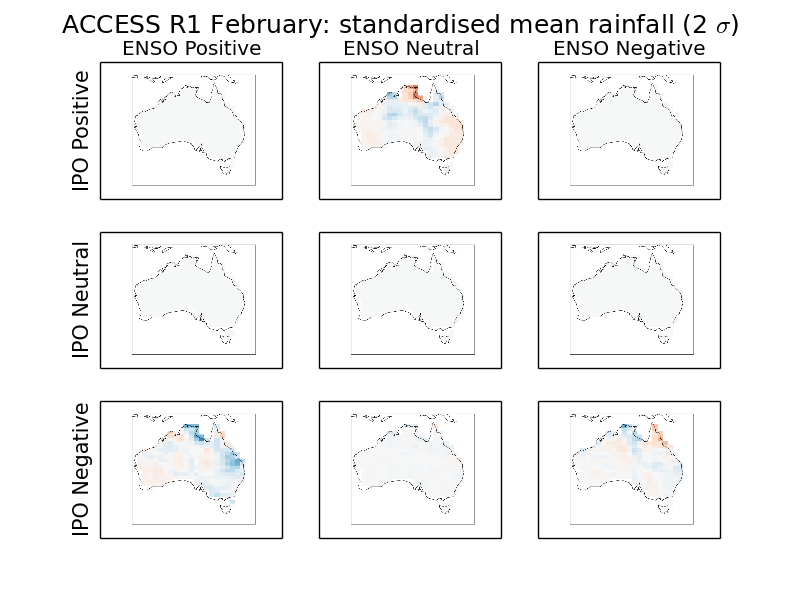 ACCESS R1 February: standardised mean rainfall (2 σ)
ENSO Positive ENSO Neutral ENSO Negative
IPO Positive
IPO Neutral
IPO Negative